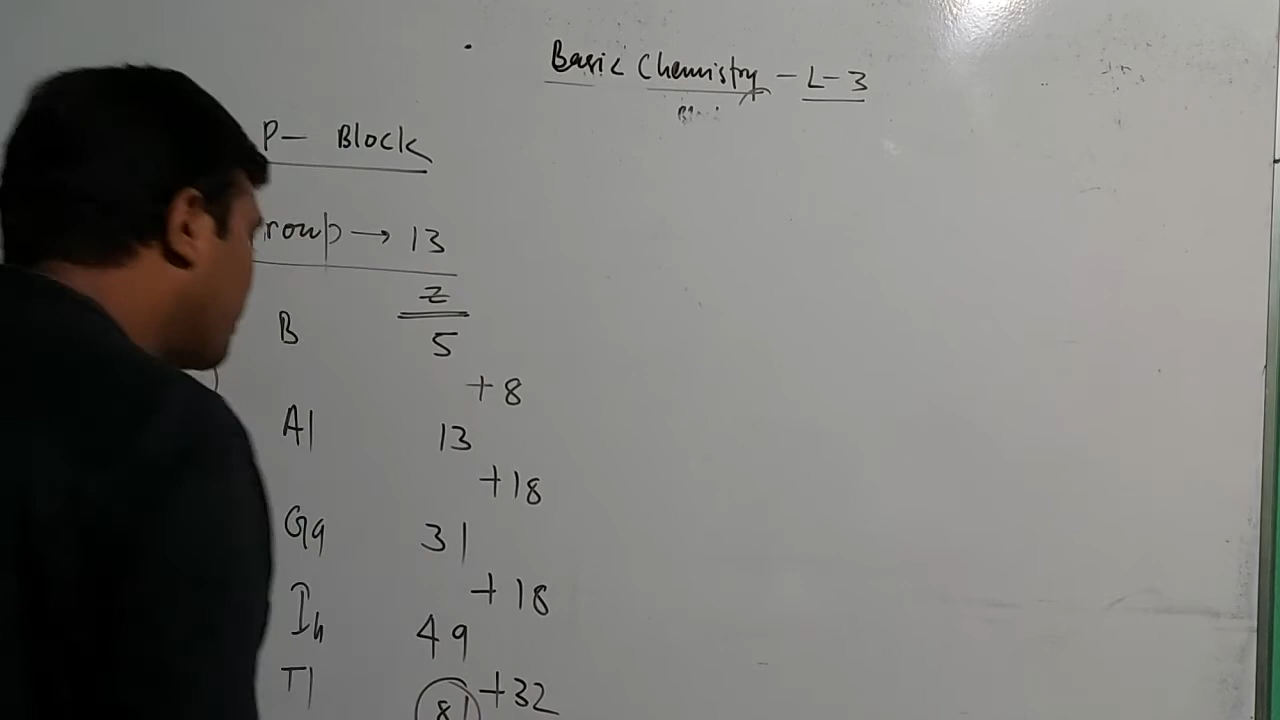 Basic Chemistry - L-3
P- Block
roup → 13
Z
B 5
+ 8
Al 13
+18
Ga 31
+ 18
In 49
Tl 81 +32